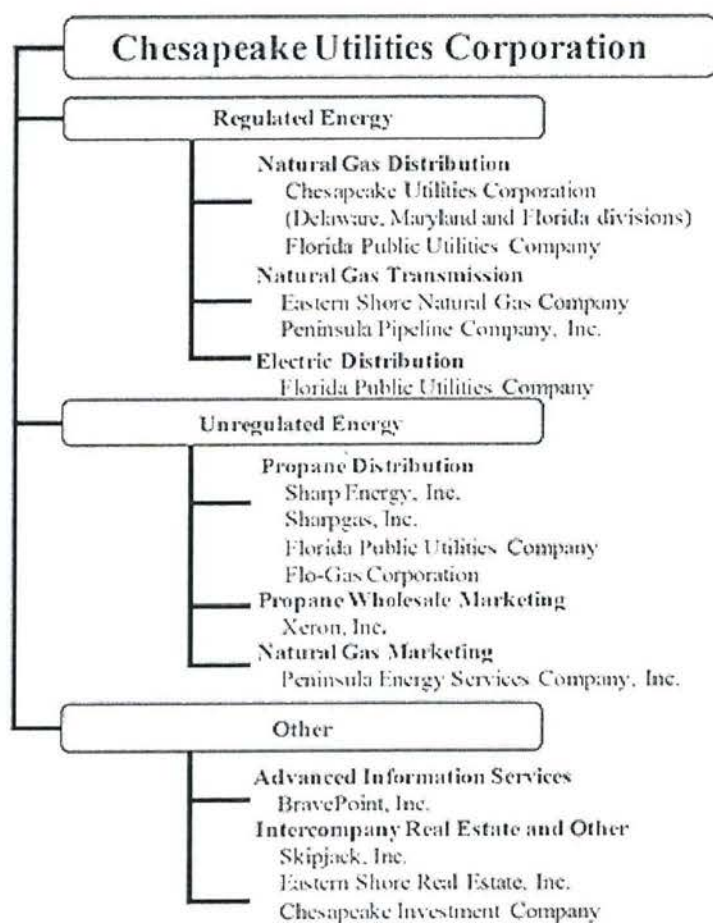 Chesapeake Utilities Corporation
Regulated Energy
Natural Gas Distribution
Chesapeake Utilities Corporation
(Delaware, Maryland and Florida divisions)
Florida Public Utilities Company
Natural Gas Transmission
Eastern Shore Natural Gas Company
Peninsula Pipeline Company, Inc.
Electric Distribution
Florida Public Utilities Company
Unregulated Energy
Propane Distribution
Sharp Energy, Inc.
Sharpgas, Inc.
Florida Public Utilities Company
Flo-Gas Corporation
Propane Wholesale Marketing
Xeron, Inc.
Natural Gas Marketing
Peninsula Energy Services Company, Inc.
Other
Advanced Information Services
BravePoint, Inc.
Intercompany Real Estate and Other
Skipjack, Inc.
Eastern Shore Real Estate, Inc.
Chesapeake Investment Company